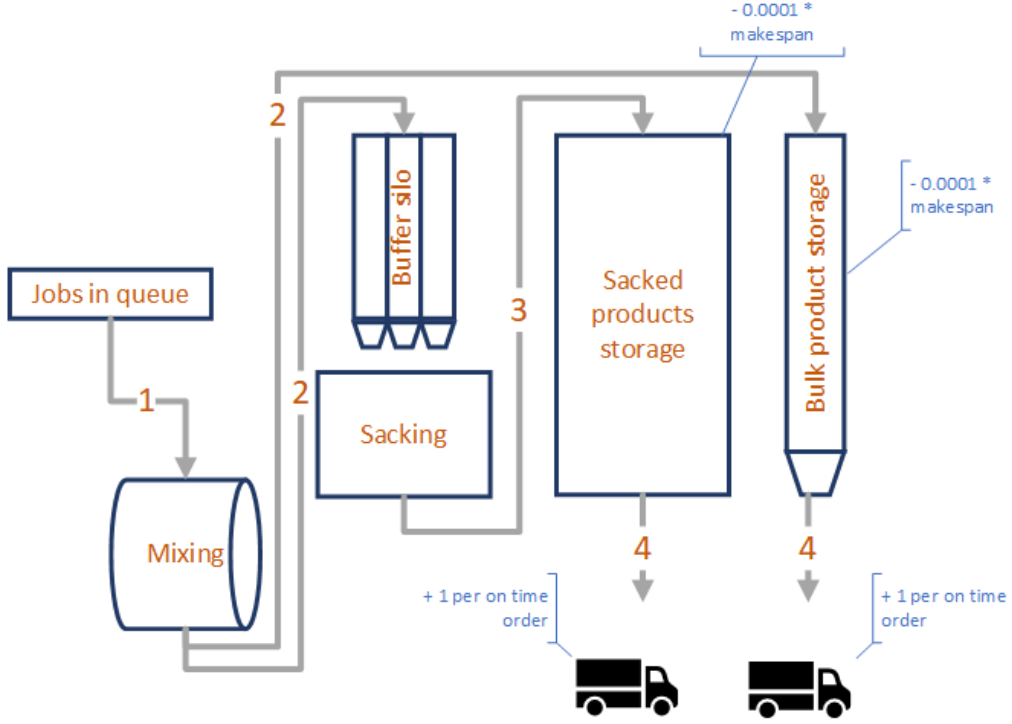 - 0.0001 *
makespan
2
Buffer silo
Bulk product storage
- 0.0001 *
makespan
Jobs in queue
Sacked
products
storage
3
1
2
Sacking
Mixing
4
4
+ 1 per on time
order
+ 1 per on time
order